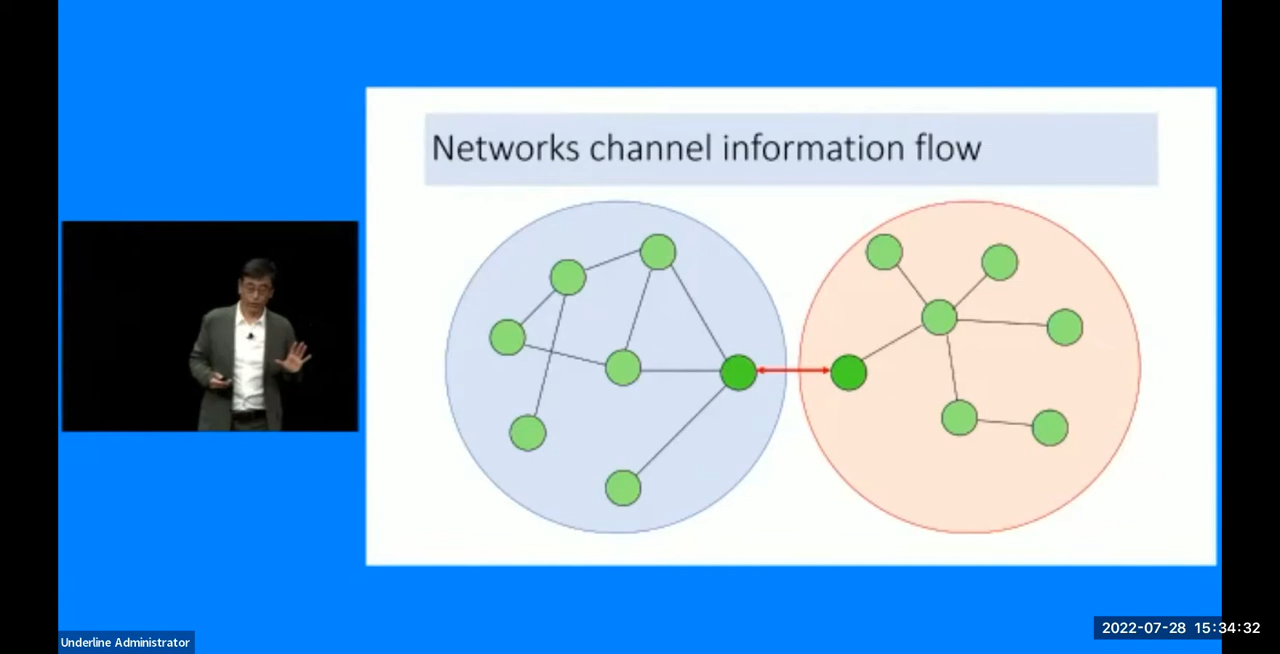 Networks channel information flow
Underline Administrator
2022-07-28 15:34:32